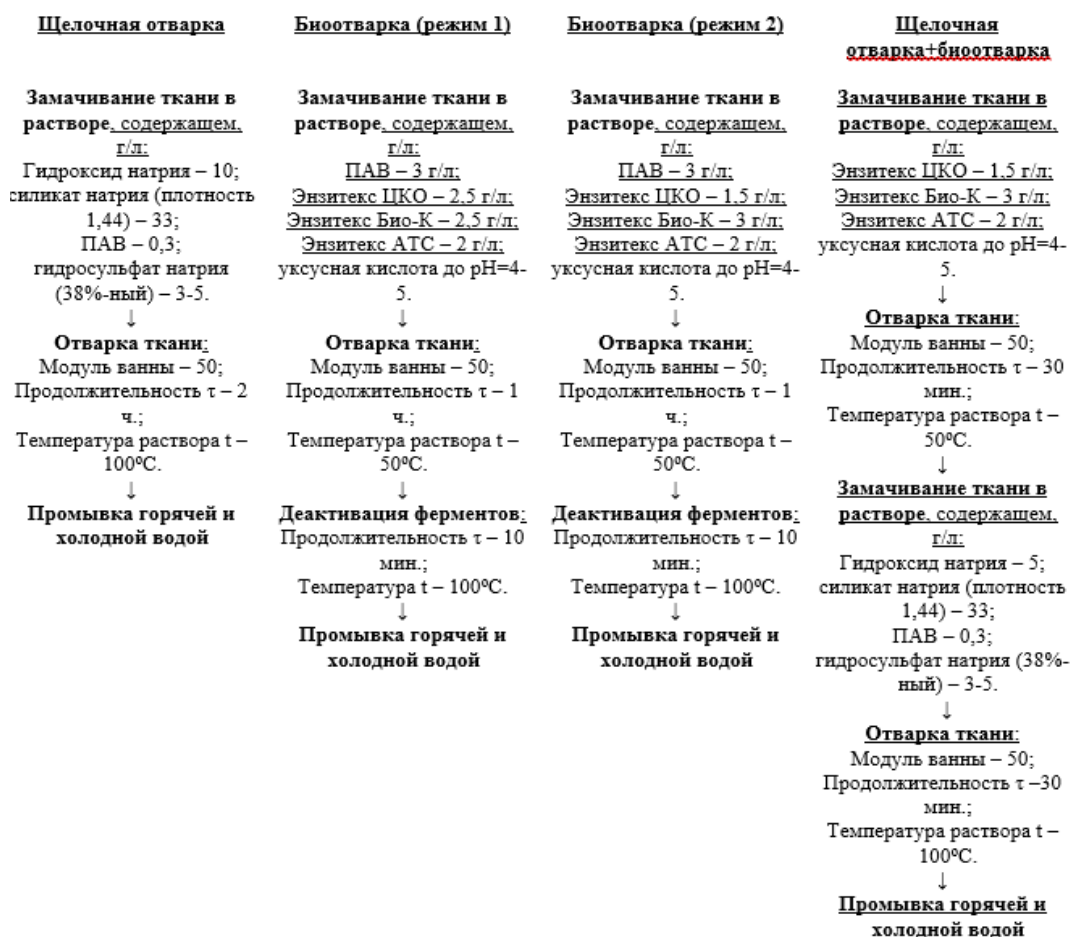 Щелочная отварка
Замачивание ткани в
растворе, содержащем,
г/л:
Гидроксид натрия – 10;
силикат натрия (плотность
1,44) – 33;
ПАВ – 0,3;
гидросульфат натрия
(38%-ный) – 3-5.
↓
Отварка ткани:
Модуль ванны – 50;
Продолжительность τ – 2
ч.;
Температура раствора t –
100⁰С.
↓
Промывка горячей и
холодной водой
Биоотварка (режим 1)
Замачивание ткани в
растворе, содержащем,
г/л:
ПАВ – 3 г/л;
Энзитекс ЦКО – 2,5 г/л;
Энзитекс Био-К – 2,5 г/л;
Энзитекс АТС – 2 г/л;
уксусная кислота до рН=4-
5.
↓
Отварка ткани:
Модуль ванны – 50;
Продолжительность τ – 1
ч.;
Температура раствора t –
50⁰С.
↓
Деактивация ферментов:
Продолжительность τ – 10
мин.;
Температура t – 100⁰С.
↓
Промывка горячей и
холодной водой
Биоотварка (режим 2)
Замачивание ткани в
растворе, содержащем,
г/л:
ПАВ – 3 г/л;
Энзитекс ЦКО – 1,5 г/л;
Энзитекс Био-К – 3 г/л;
Энзитекс АТС – 2 г/л;
уксусная кислота до рН=4-
5.
↓
Отварка ткани:
Модуль ванны – 50;
Продолжительность τ – 1
ч.;
Температура раствора t –
50⁰С.
↓
Деактивация ферментов:
Продолжительность τ – 10
мин.;
Температура t – 100⁰С.
↓
Промывка горячей и
холодной водой
Щелочная
отварка+биоотварка
Замачивание ткани в
растворе, содержащем,
г/л:
Энзитекс ЦКО – 1,5 г/л;
Энзитекс Био-К – 3 г/л;
Энзитекс АТС – 2 г/л;
уксусная кислота до рН=4-
5.
↓
Отварка ткани:
Модуль ванны – 50;
Продолжительность τ – 30
мин.;
Температура раствора t –
50⁰С.
↓
Замачивание ткани в
растворе, содержащем,
г/л:
Гидроксид натрия – 5;
силикат натрия (плотность
1,44) – 33;
ПАВ – 0,3;
гидросульфат натрия (38%-
ный) – 3-5.
↓
Отварка ткани:
Модуль ванны – 50;
Продолжительность τ –30
мин.;
Температура раствора t –
100⁰С.
↓
Промывка горячей и
холодной водой